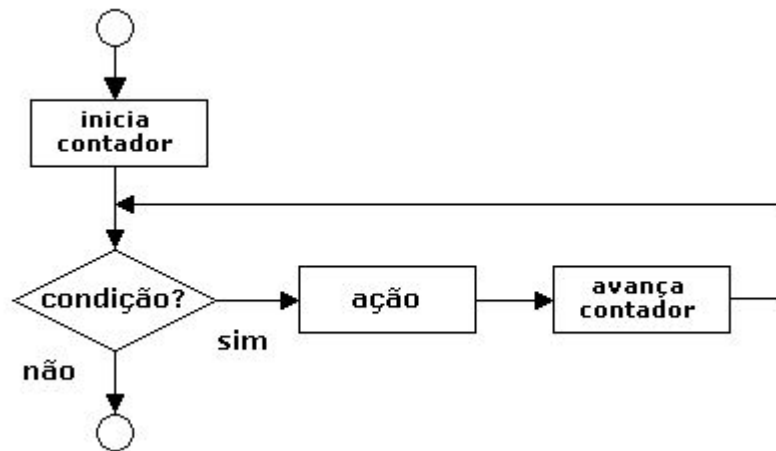 inicia
contador
condição?
sim
ação
avança
contador
não